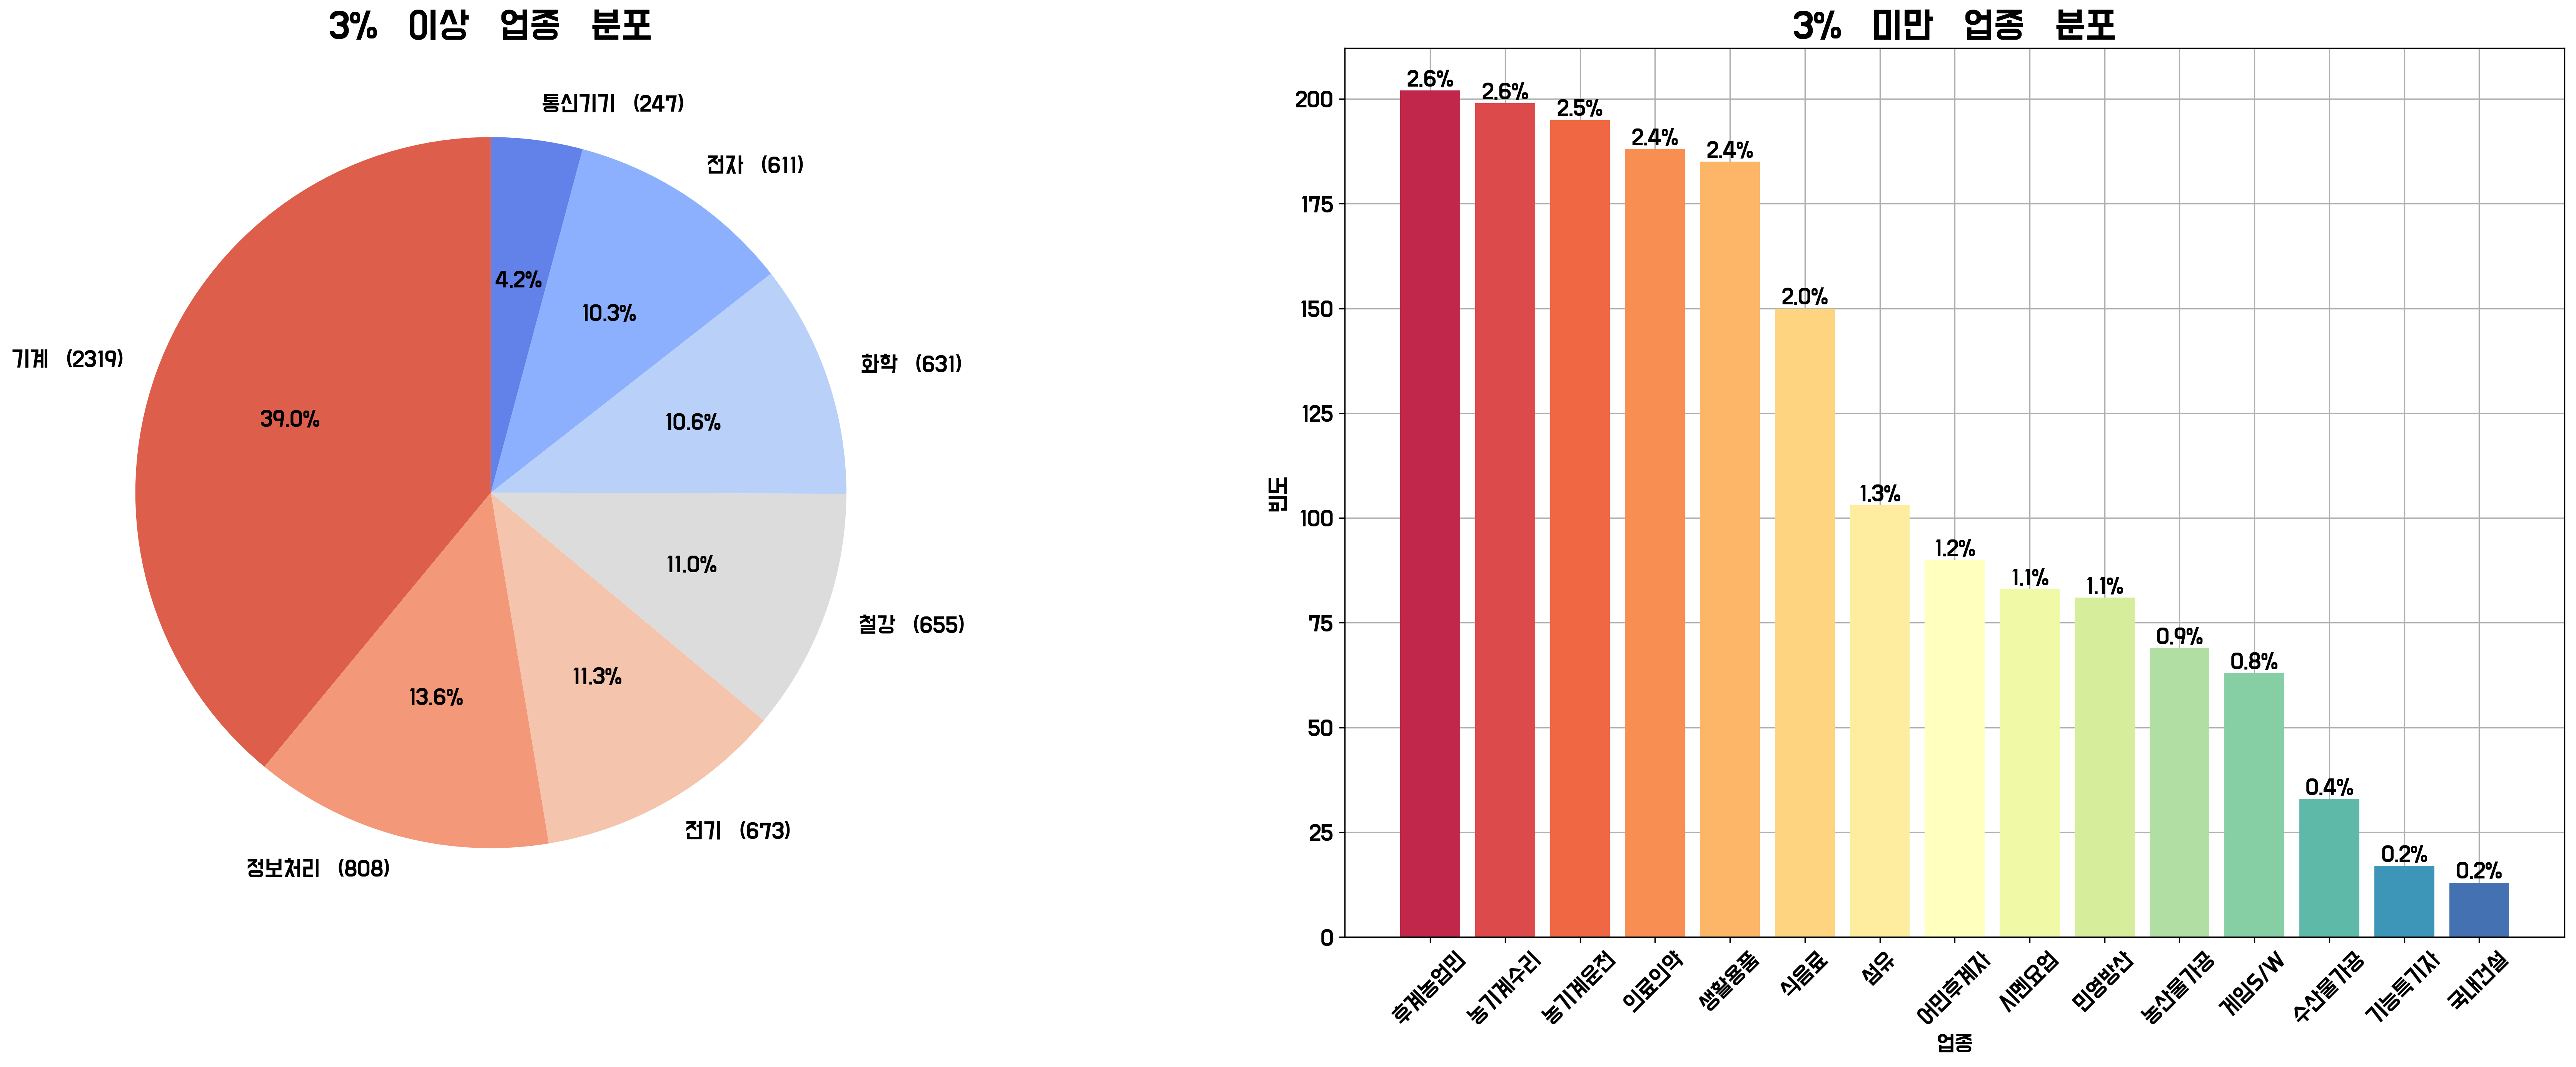 3% 이상 업종 분포
통신기기 (247)
전자 (611)
화학 (631)
철강 (655)
전기 (673)
정보처리 (808)
기계 (2319)
4.2%
10.3%
10.6%
11.0%
11.3%
13.6%
39.0%
3% 미만 업종 분포
빈도
200
175
150
125
100
75
50
25
0
2.6%
2.6%
2.5%
2.4%
2.4%
2.0%
1.3%
1.2%
1.1%
1.1%
0.9%
0.8%
0.4%
0.2%
0.2%
후계농업민
농기계수리
농기계운전
의료의약
생활용품
식음료
섬유
어민후계자
시멘요업
민영방산
농산물가공
게임S/W
수산물가공
기능특기자
국내건설
업종